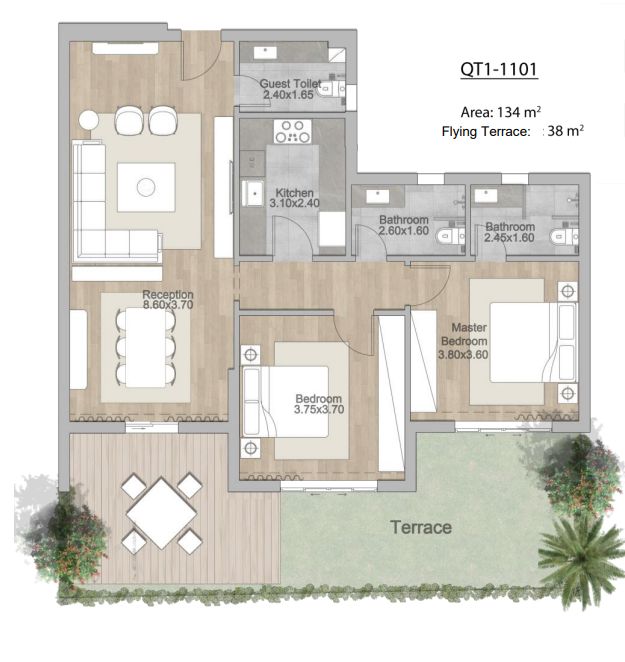 QT1-1101
Area: 134 m²
Flying Terrace: : 38 m²
Guest Toilet
2.40x1.65
Kitchen
3.10x2.40
Bathroom
2.60x1.60
Bathroom
2.45x1.60
Reception
8.60x3.70
Master
Bedroom
3.80x3.60
Bedroom
3.75x3.70
Terrace